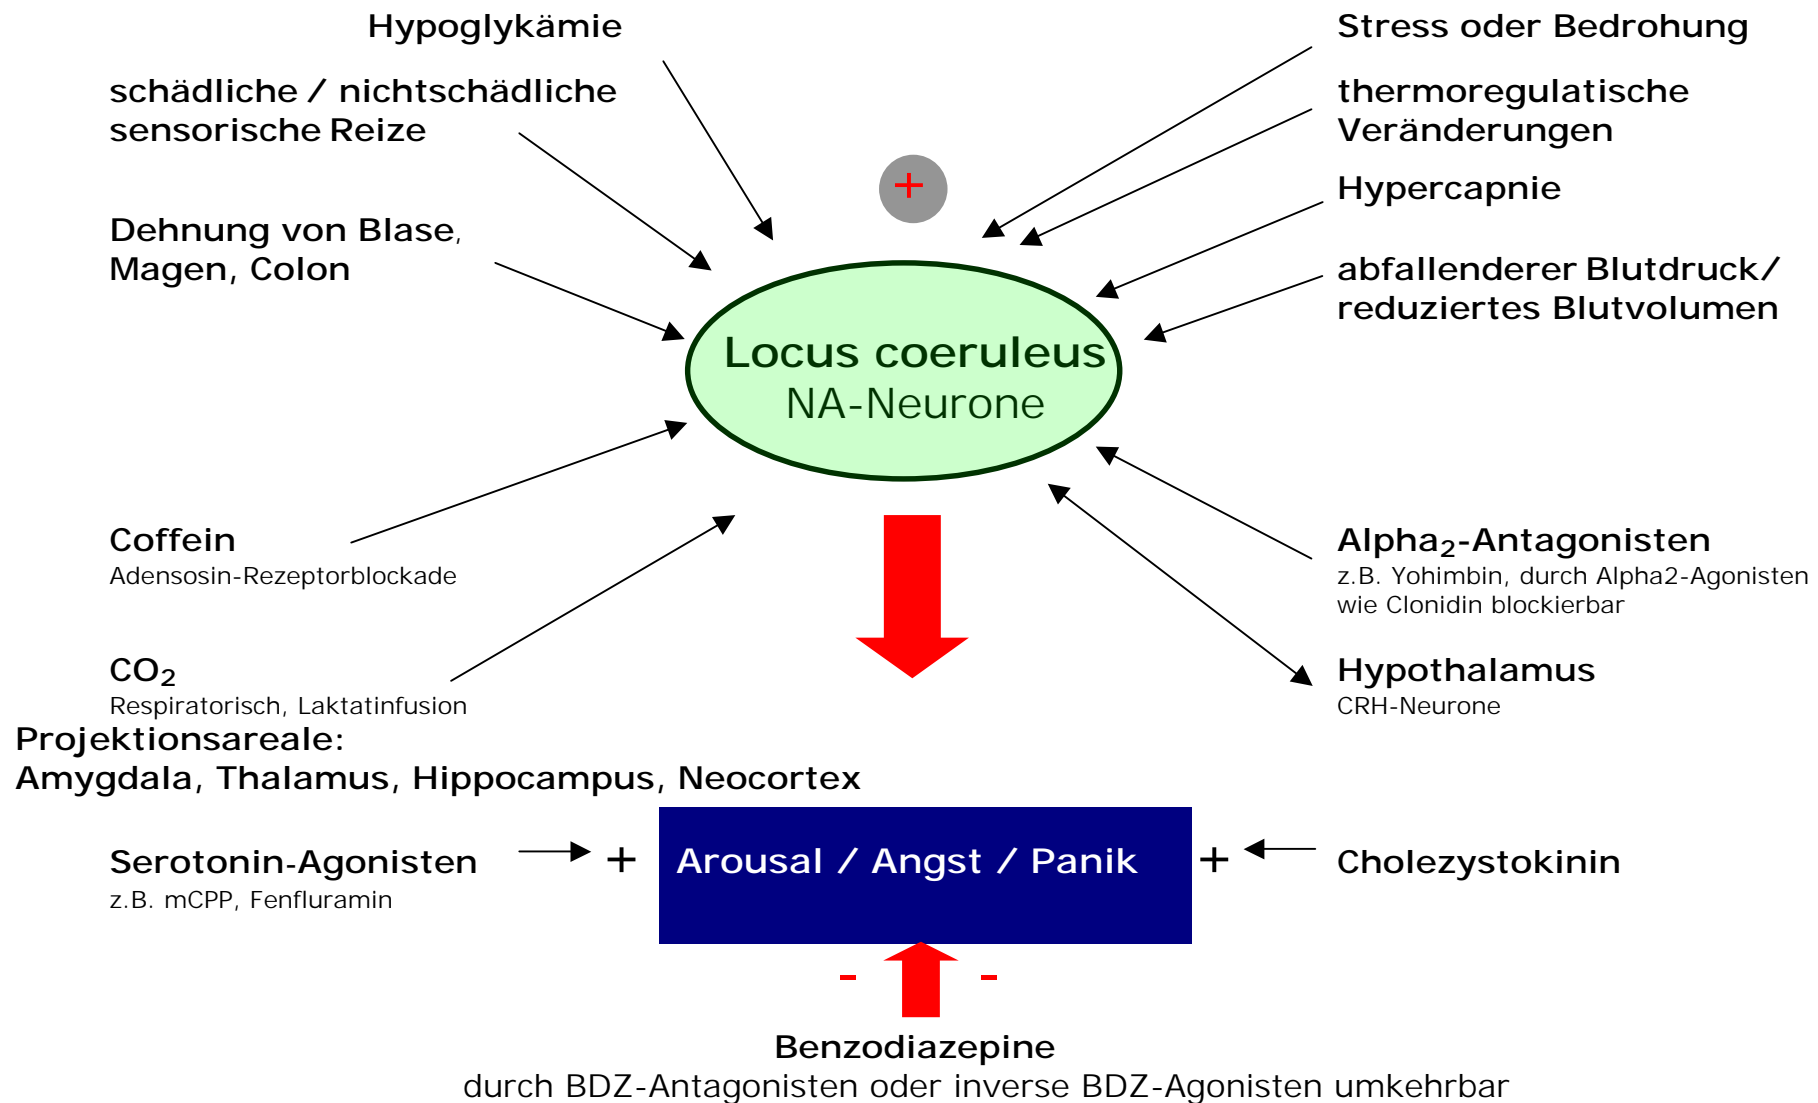 Hypoglykämie
Stress oder Bedrohung
schädliche / nichtschädliche
sensorische Reize
thermoregulatische
Veränderungen
+
Hypercapnie
Dehnung von Blase,
Magen, Colon
abfallenderer Blutdruck/
reduziertes Blutvolumen
Locus coeruleus
NA-Neurone
Coffein
Adensosin-Rezeptorblockade
Alpha₂-Antagonisten
z.B. Yohimbin, durch Alpha2-Agonisten
wie Clonidin blockierbar
CO₂
Respiratorisch, Laktatinfusion
Hypothalamus
CRH-Neurone
Projektionsareale:
Amygdala, Thalamus, Hippocampus, Neocortex
Serotonin-Agonisten
z.B. mCPP, Fenfluramin
+
Arousal / Angst / Panik
+
Cholezystokinin
- -
Benzodiazepine
durch BDZ-Antagonisten oder inverse BDZ-Agonisten umkehrbar